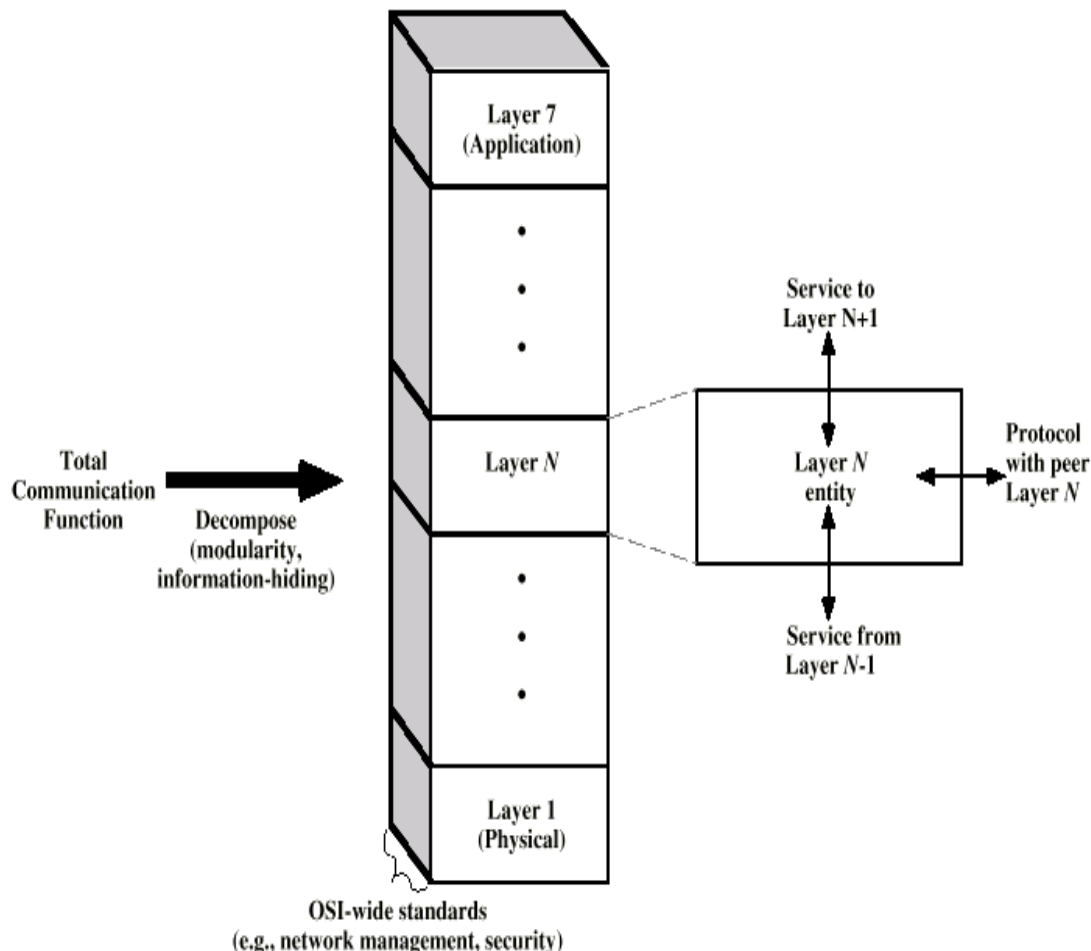 Layer 7
(Application)
Service to
Layer N+1
Total
Communication
Function
Decompose
(modularity,
information-hiding)
Layer N
Layer N
entity
Protocol
with peer
Layer N
Service from
Layer N-1
Layer 1
(Physical)
OSI-wide standards
(e.g., network management, security)